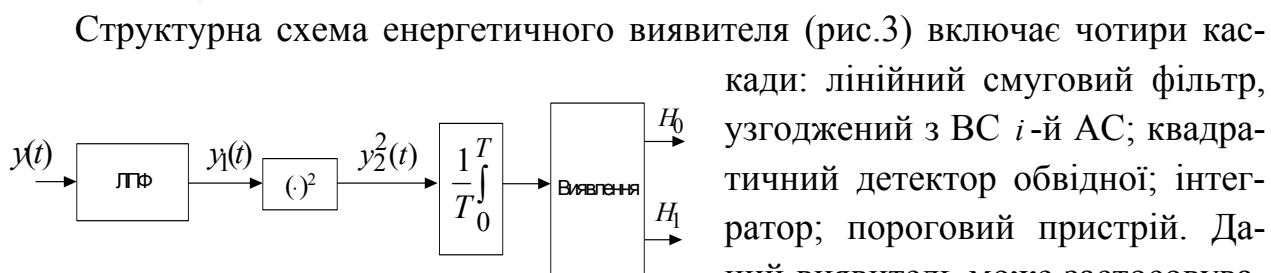 Структурна схема енергетичного виявителя (рис.3) включає чотири кас-
кади: лінійний смуговий фільтр,
узгоджений з ВС i-й АС; квадра-
тичний детектор обвідної; інтег-
ратор; пороговий пристрій. Да-
y(t)
ЛПФ
y₁(t)
(·)²
y₂²(t)
1/T ∫₀ᵀ
Виявлення
H₀
H₁